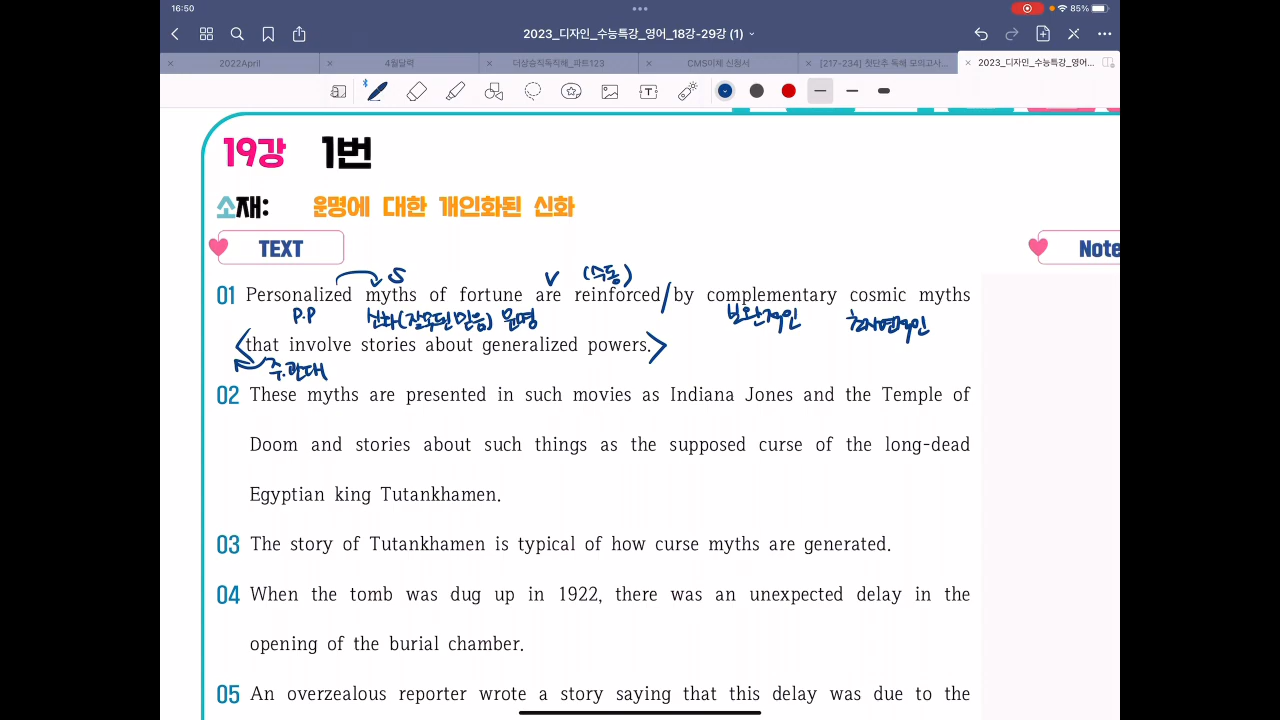 16:50
85%
2023_디자인_수능특강_영어_18강-29강 (1)
2022April
4월달력
더상승직독직해_파트123
CMS이체 신청서
[217-234] 첫단추 독해 모의고사...
2023_디자인_수능특강_영어...
19강 1번
소재: 운명에 대한 개인화된 신화
TEXT
Note
S
V
(수동)
01 Personalized myths of fortune are reinforced/by complementary cosmic myths
P.P 신화(잘못된 믿음) 운명 보완적인 초자연적인
<that involve stories about generalized powers.>
주.관대
02 These myths are presented in such movies as Indiana Jones and the Temple of
Doom and stories about such things as the supposed curse of the long-dead
Egyptian king Tutankhamen.
03 The story of Tutankhamen is typical of how curse myths are generated.
04 When the tomb was dug up in 1922, there was an unexpected delay in the
opening of the burial chamber.
05 An overzealous reporter wrote a story saying that this delay was due to the